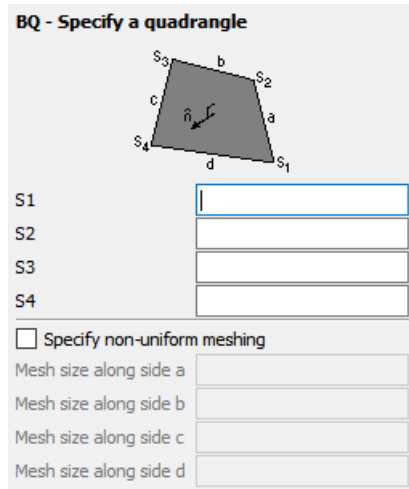 BQ - Specify a quadrangle
S3
b
S2
c
n̂
a
S4
d
S1
S1
S2
S3
S4
Specify non-uniform meshing
Mesh size along side a
Mesh size along side b
Mesh size along side c
Mesh size along side d